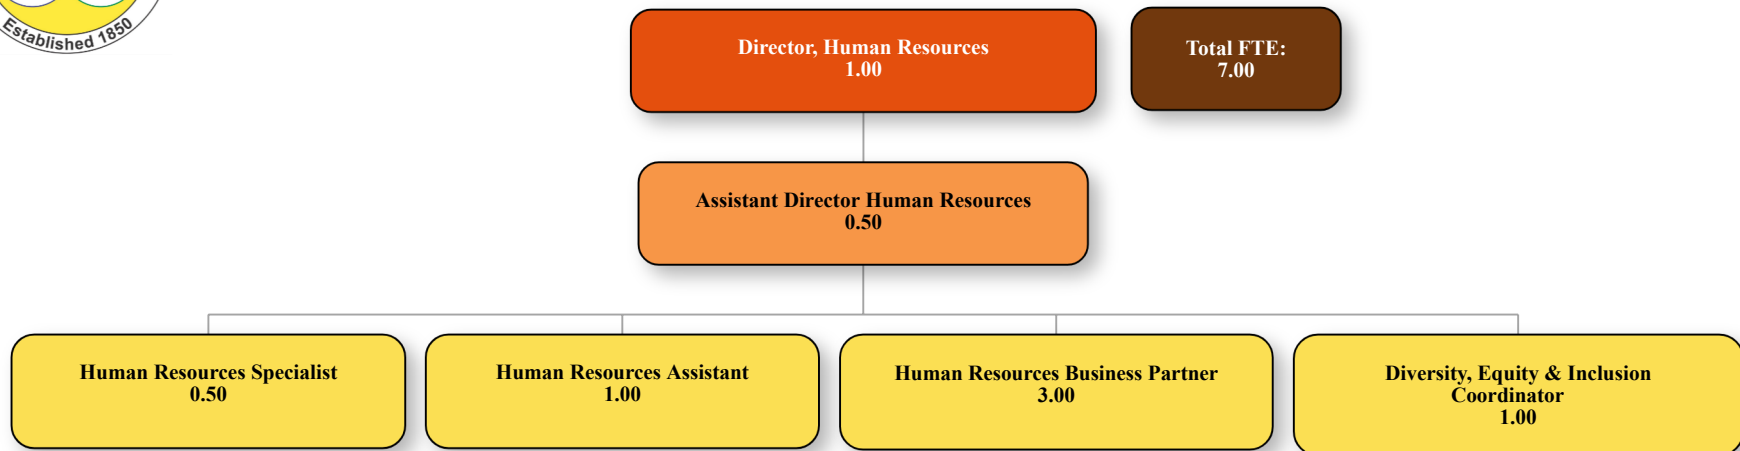 Established 1850
Director, Human Resources
1.00
Total FTE:
7.00
Assistant Director Human Resources
0.50
Human Resources Specialist
0.50
Human Resources Assistant
1.00
Human Resources Business Partner
3.00
Diversity, Equity & Inclusion
Coordinator
1.00